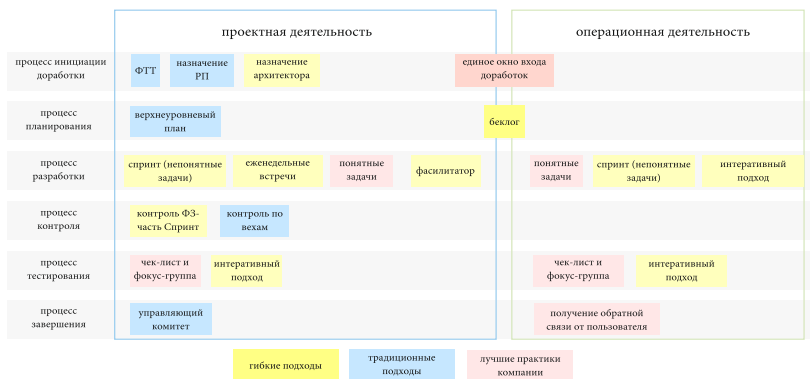 проектная деятельность
операционная деятельность
процесс инициации
доработки
ФТТ
назначение
РП
назначение
архитектора
единое окно входа
доработок
процесс
планирования
верхнеуровневый
план
беклог
процесс
разработки
спринт (непонятные
задачи)
еженедельные
встречи
понятные
задачи
фасилитатор
понятные
задачи
спринт (непонятные
задачи)
интеративный
подход
процесс
контроля
контроль ФЗ-
часть Спринт
контроль по
вехам
процесс
тестирования
чек-лист и
фокус-группа
интеративный
подход
чек-лист и
фокус-группа
интеративный
подход
процесс
завершения
управляющий
комитет
получение обратной
связи от пользователя
гибкие подходы
традиционные
подходы
лучшие практики
компании